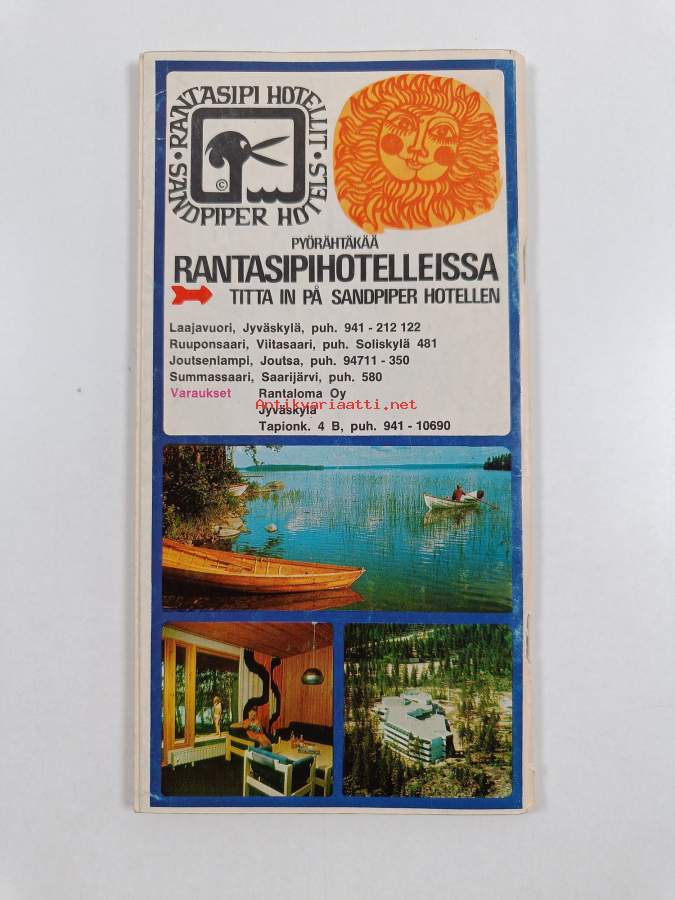 RANTASIPI HOTELLIT · SANDPIPER HOTELS ·
©
PYÖRÄHTÄKÄÄ
RANTASIPIHOTELLEISSA
TITTA IN PÅ SANDPIPER HOTELLEN
Laajavuori, Jyväskylä, puh. 941 - 212 122
Ruuponsaari, Viitasaari, puh. Soliskylä 481
Joutsenlampi, Joutsa, puh. 94711 - 350
Summassaari, Saarijärvi, puh. 580
Varaukset Rantaloma Oy
Antikvariaatti.net
Jyväskylä
Tapionk. 4 B, puh. 941 - 10690